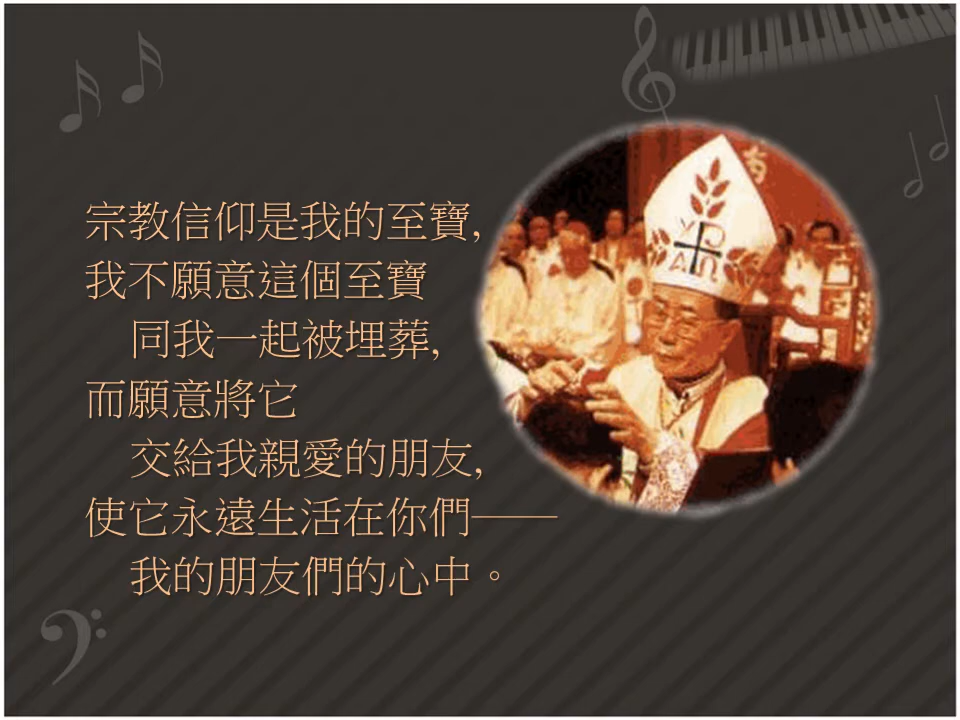 宗教信仰是我的至寶,
我不願意這個至寶
同我一起被埋葬,
而願意將它
交給我親愛的朋友,
使它永遠生活在你們——
我的朋友們的心中。